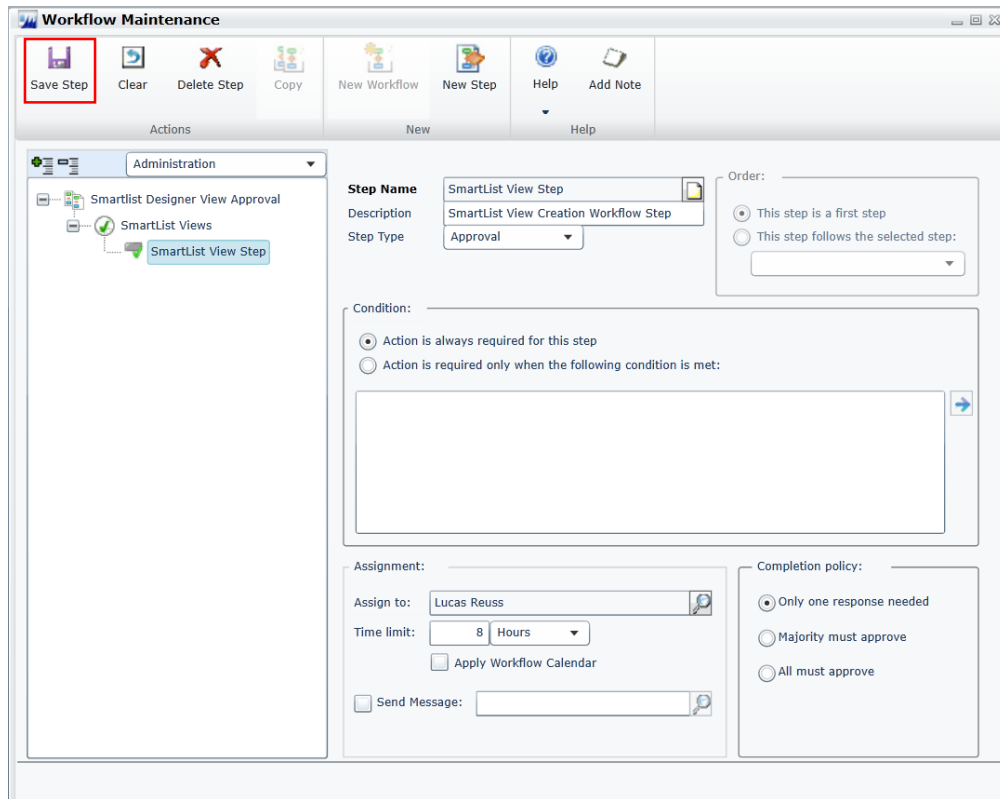 Workflow Maintenance
Save Step
Clear
Delete Step
Copy
New Workflow
New Step
Help
Add Note
Actions
New
Help
Administration
Smartlist Designer View Approval
SmartList Views
SmartList View Step
Step Name
SmartList View Step
Description
SmartList View Creation Workflow Step
Step Type
Approval
Order:
This step is a first step
This step follows the selected step:
Condition:
Action is always required for this step
Action is required only when the following condition is met:
Assignment:
Assign to:
Lucas Reuss
Time limit:
8
Hours
Apply Workflow Calendar
Send Message:
Completion policy:
Only one response needed
Majority must approve
All must approve